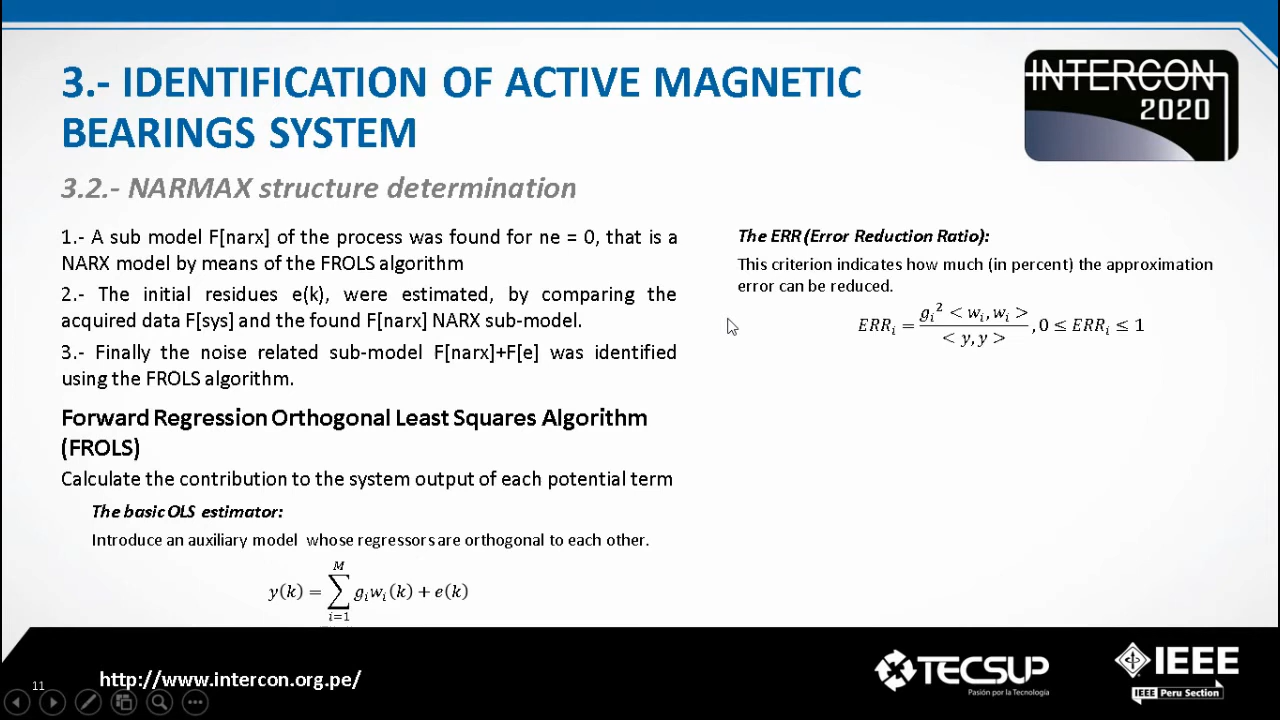 3.- IDENTIFICATION OF ACTIVE MAGNETIC
BEARINGS SYSTEM
INTERCON
2020
3.2.- NARMAX structure determination
1.- A sub model F[narx] of the process was found for ne = 0, that is a
NARX model by means of the FROLS algorithm
2.- The initial residues e(k), were estimated, by comparing the
acquired data F[sys] and the found F[narx] NARX sub-model.
3.- Finally the noise related sub-model F[narx]+F[e] was identified
using the FROLS algorithm.
Forward Regression Orthogonal Least Squares Algorithm
(FROLS)
Calculate the contribution to the system output of each potential term
The basic OLS estimator:
Introduce an auxiliary model whose regressors are orthogonal to each other.
y(k) = ∑_{i=1}^{M} g_i w_i(k) + e(k)
The ERR (Error Reduction Ratio):
This criterion indicates how much (in percent) the approximation
error can be reduced.
ERR_i = g_i² < w_i, w_i > / < y, y > , 0 ≤ ERR_i ≤ 1
11
http://www.intercon.org.pe/
TECSUP
Pasión por la Tecnología
IEEE
IEEE Peru Section